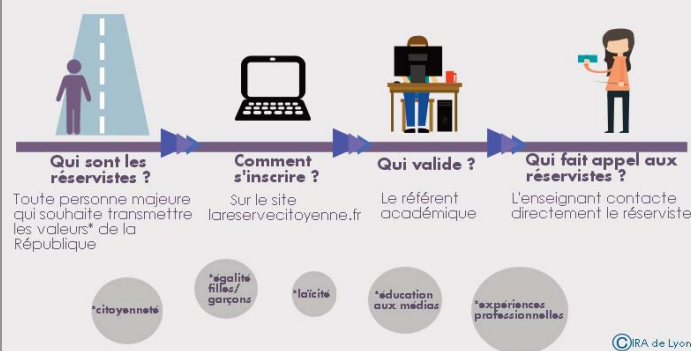 Qui sont les
réservistes ?
Toute personne majeure
qui souhaite transmettre
les valeurs* de la
République
Comment
s'inscrire ?
Sur le site
lareservecitoyenne.fr
Qui valide ?
Le référent
académique
Qui fait appel aux
réservistes ?
L'enseignant contacte
directement le réserviste
*citoyenneté
*égalité
filles/
garçons
*laïcité
*éducation
aux médias
*expériences
professionnelles
©IRA de Lyon